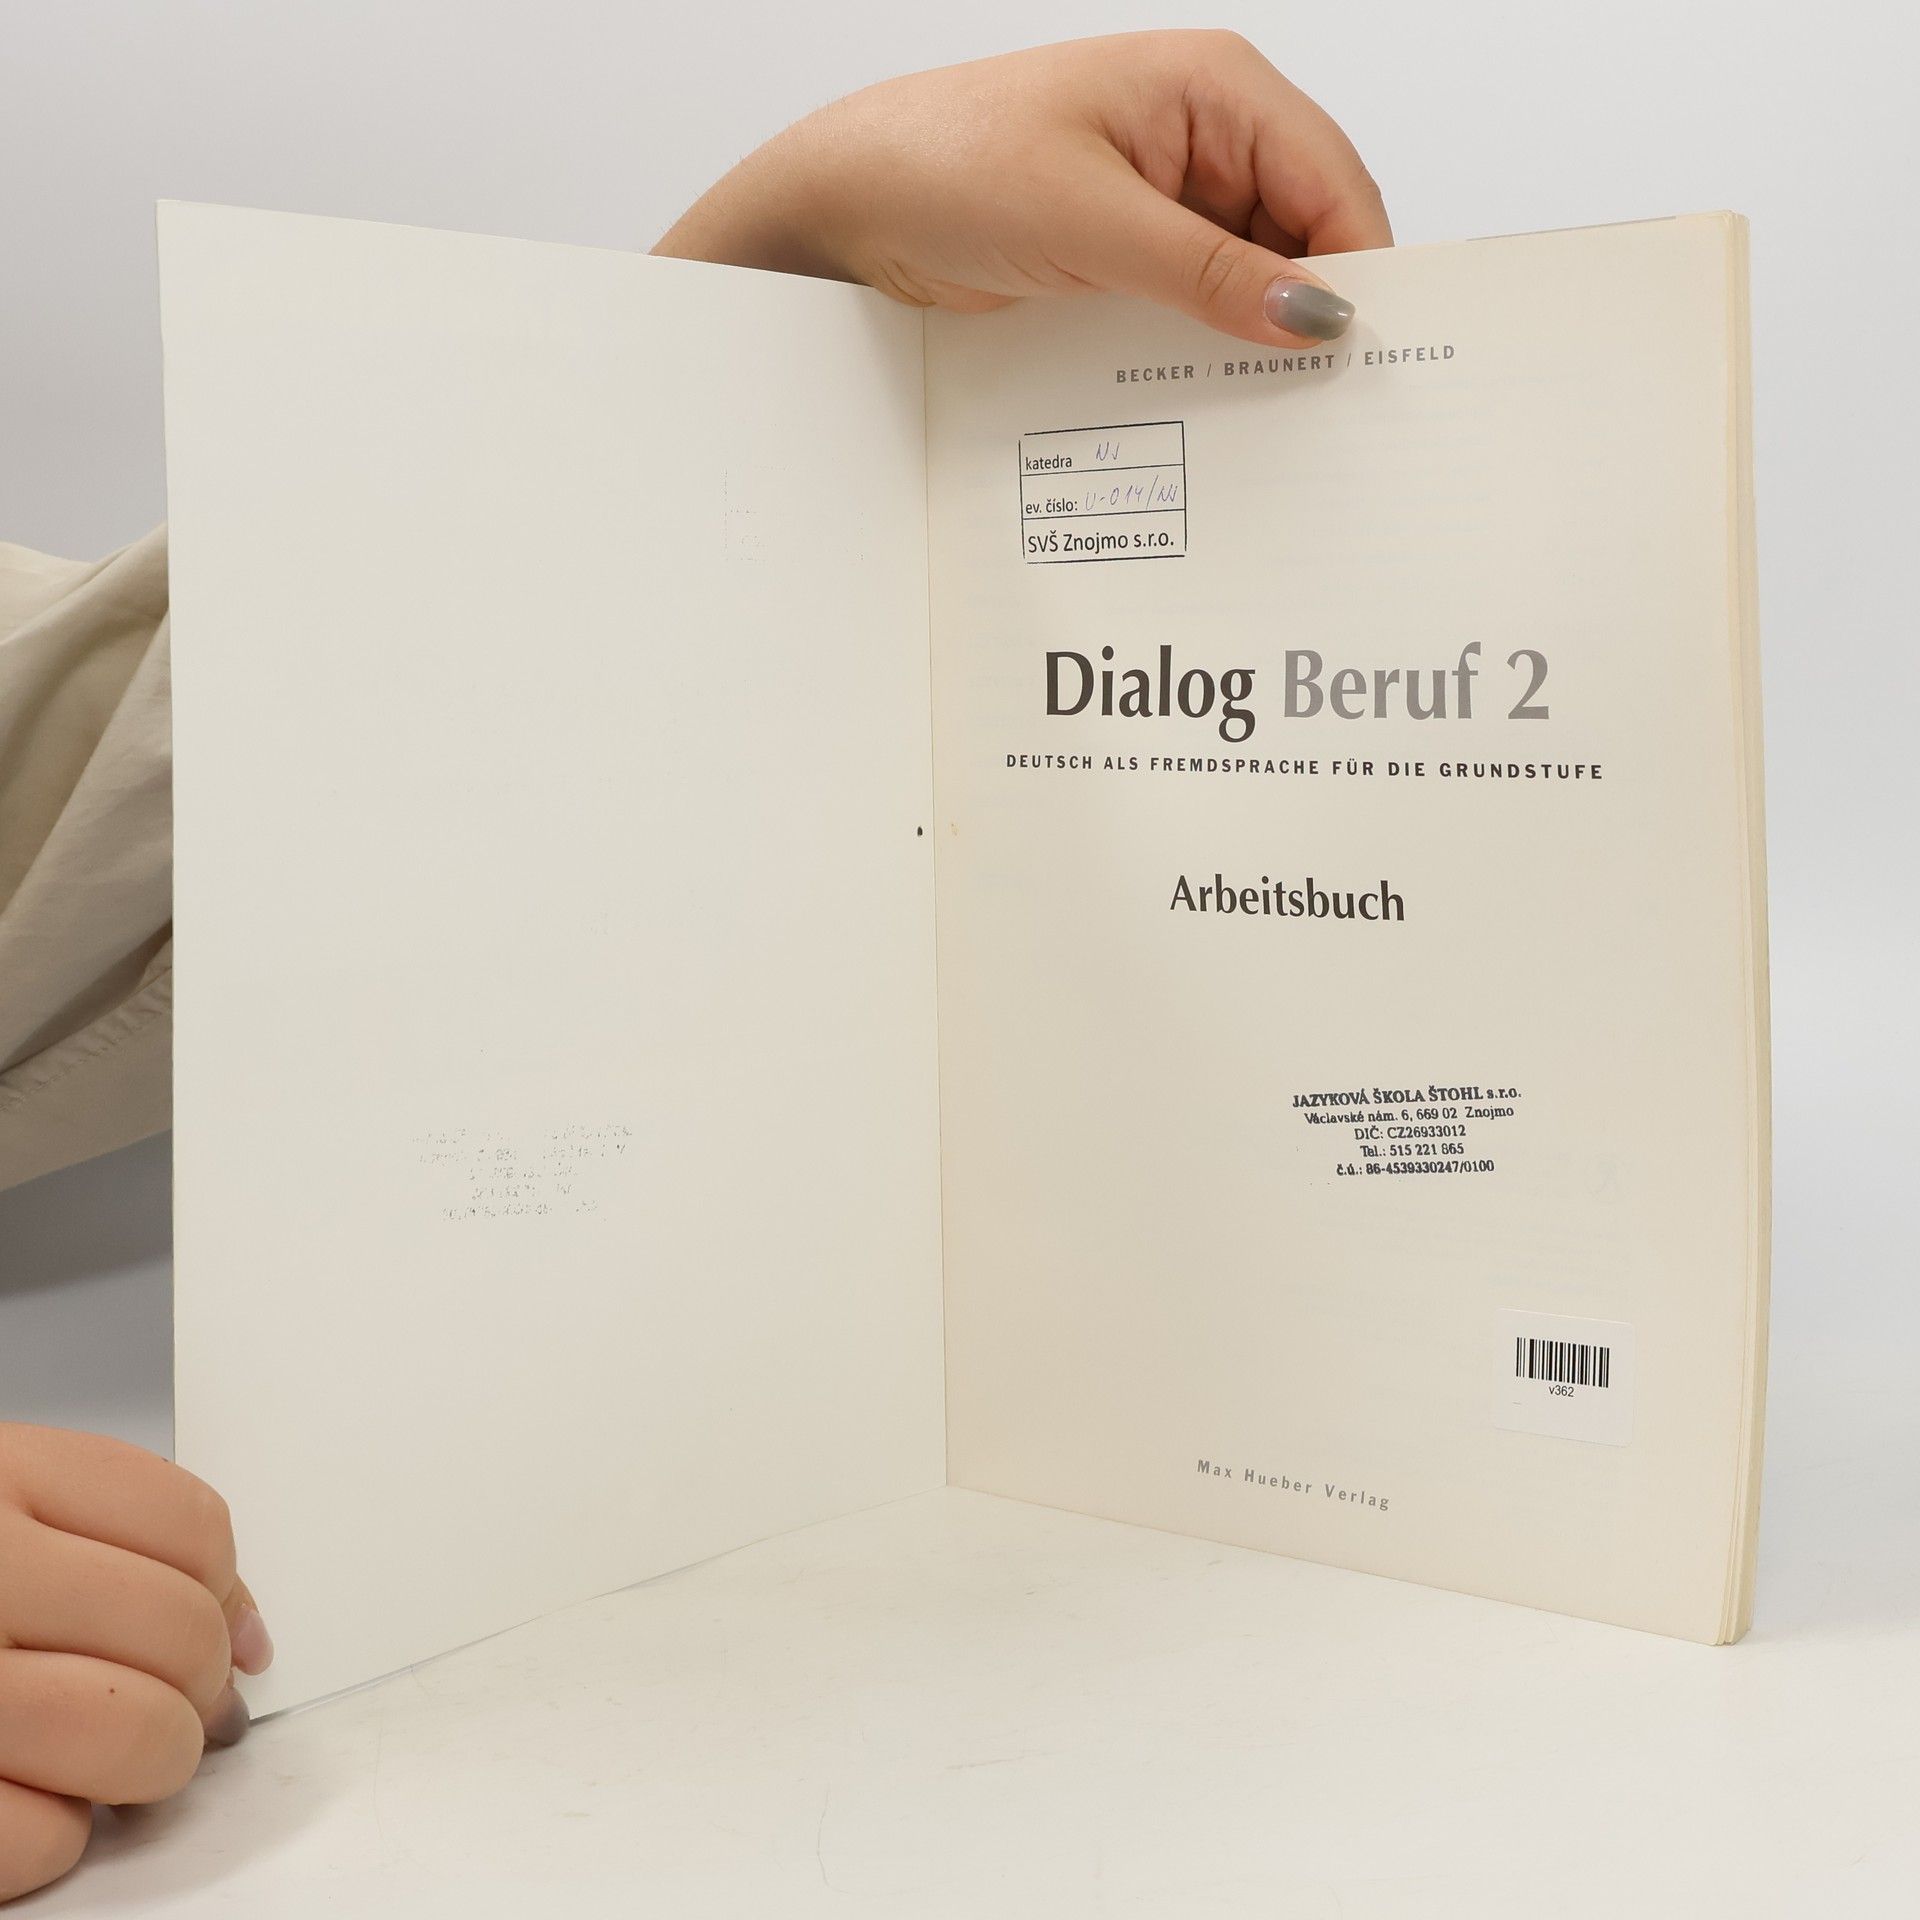 BECKER / BRAUNERT / EISFELD
katedra NJ
ev. číslo: U-014/NJ
SVŠ Znojmo s.r.o.
Dialog Beruf 2
DEUTSCH ALS FREMDSPRACHE FÜR DIE GRUNDSTUFE
Arbeitsbuch
JAZYKOVÁ ŠKOLA ŠTOHL s.r.o.
Václavské nám. 6, 669 02 Znojmo
DIČ: CZ26933012
Tel.: 515 221 865
č.ú.: 86-4539330247/0100
v362
Max Hueber Verlag